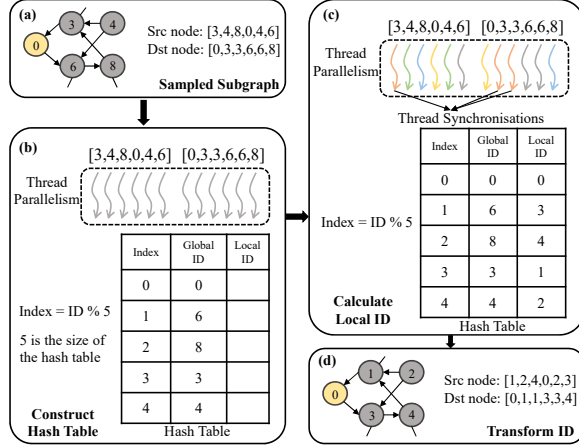 (a)
3
4
0
6
8
Src node: [3,4,8,0,4,6]
Dst node: [0,3,3,6,6,8]
Sampled Subgraph
(b)
[3,4,8,0,4,6] [0,3,3,6,6,8]
Thread
Parallelism
Index = ID % 5
5 is the size of
the hash table
Index Global ID Local ID
0 0
1 6
2 8
3 3
4 4
Hash Table
Construct
Hash Table
(c)
[3,4,8,0,4,6] [0,3,3,6,6,8]
Thread
Parallelism
Thread Synchronisations
Index = ID % 5
Index Global ID Local ID
0 0 0
1 6 3
2 8 4
3 3 1
4 4 2
Hash Table
Calculate
Local ID
(d)
1
2
0
3
4
Src node: [1,2,4,0,2,3]
Dst node: [0,1,1,3,3,4]
Transform ID